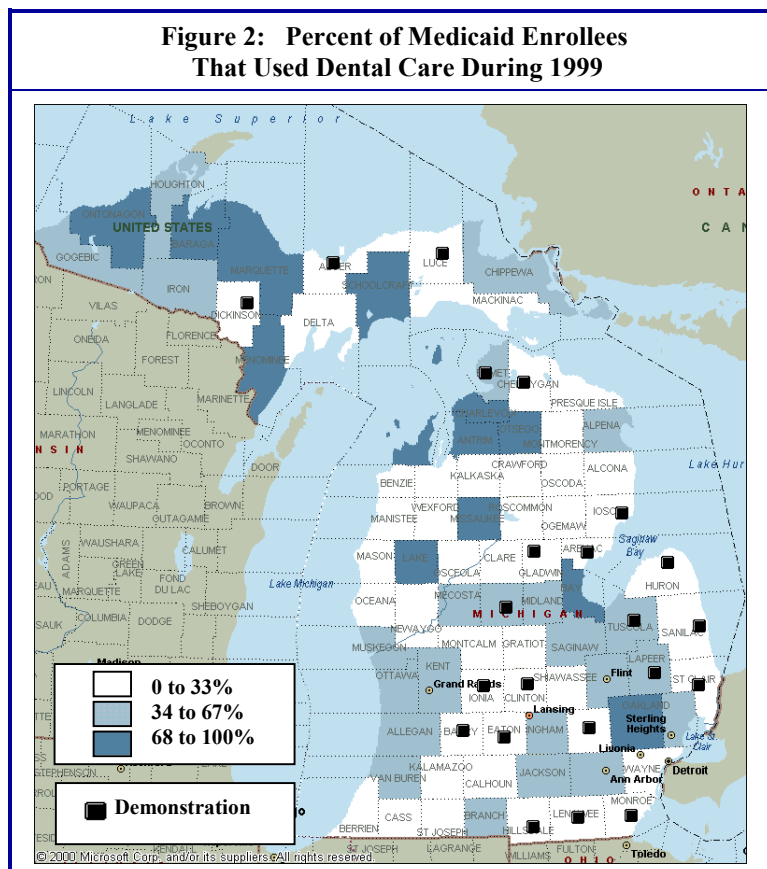 Figure 2: Percent of Medicaid Enrollees
That Used Dental Care During 1999
Lake Superior
HOUGHTON
ONTA
ONTONAGON
UNITED STATES
CAN
BARAGA
GOGEBIC
MARQUETTE
LUCE
CHIPPEWA
SCHOOLCRAFT
IRON
MACKINAC
VILAS
DICKINSON
DELTA
FLORENCE
ONEIDA
FOREST
MENOMINEE
LINCOLN
MARINETTE
LANGLADE
PRESQUE ISLE
CHARLEVOIX
MARATHON
MENOMINEE
OTSEGO
ALPENA
OCONTO
ANTRIM
MONTMORENCY
NSIN
SHAWANO
DOOR
CRAWFORD
Lake Hur
KALKASKA
ALCONA
PORTAGE
BENZIE
OSCODA
WAUPACA
BROWN
WEXFORD
ROSCOMMON
OUTAGAMIE
MANISTEE
MISSAUKEE
IOSCO
OGEMAW
ADAMS
WAUSHARA
CALUMET
Saginaw
Bay
GREEN
LAKE
MASON
LAKE
CLARE
FOND
DU LAC
OSCEOLA
GLADWIN
HURON
MARQUETTE
Lake Michigan
MECOSTA
BAY
MIDLAND
SHEBOYGAN
OCEANA
MICHIGAN
COLUMBIA
DODGE
TUSCOLA
SAUK
NEWAYGO
SANILAC
MUSKEGON
MONTCALM
GRATIOT
SAGINAW
Madison
KENT
LAPEER
OTTAWA
SHIAWASSEE
Flint
ST CLAIR
Grand Rapids
IONIA
CLINTON
0 to 33%
34 to 67%
68 to 100%
Lansing
OAKLAND
Sterling
Heights
ALLEGAN
BARRY
EATON
INGHAM
Lake St.
Clair
Livonia
KALAMAZOO
WAYNE
Detroit
STEPHENSON
VAN BUREN
CALHOUN
JACKSON
Ann Arbor
Demonstration
MONROE
CASS
BRANCH
LENAWEE
BERRIEN
ST JOSEPH
HILLSDALE
KENDALL
ST JOSEPH
LAGRANGE
WILLIAMS
FULTON
OHIO
Toledo
© 2000 Microsoft Corp. and/or its suppliers. All rights reserved.